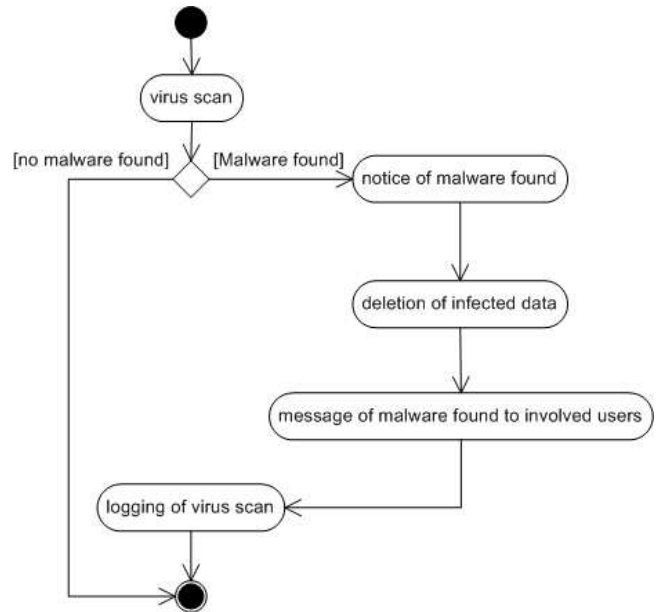 virus scan
[no malware found]
[Malware found]
notice of malware found
deletion of infected data
message of malware found to involved users
logging of virus scan